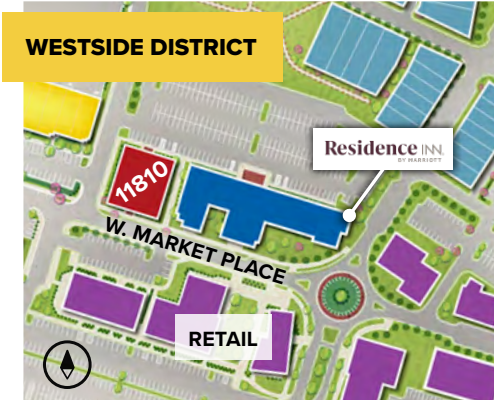 WESTSIDE DISTRICT
Residence INN.
BY MARRIOTT
11810
W. MARKET PLACE
RETAIL